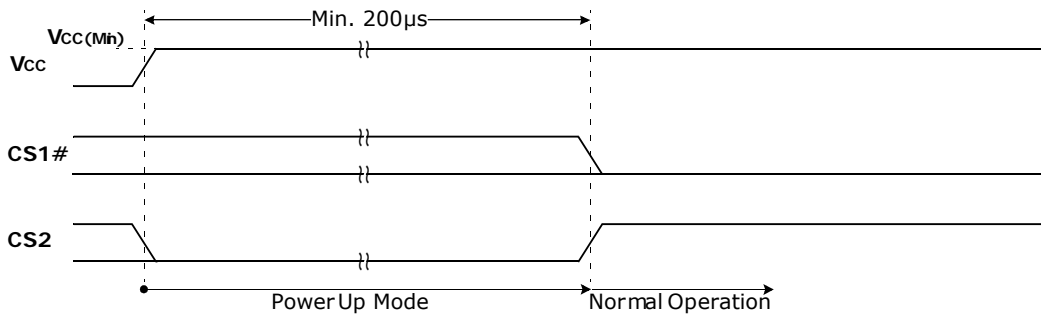 Min. 200µs
VCC(Min)
VCC
CS1#
CS2
Power Up Mode
Normal Operation